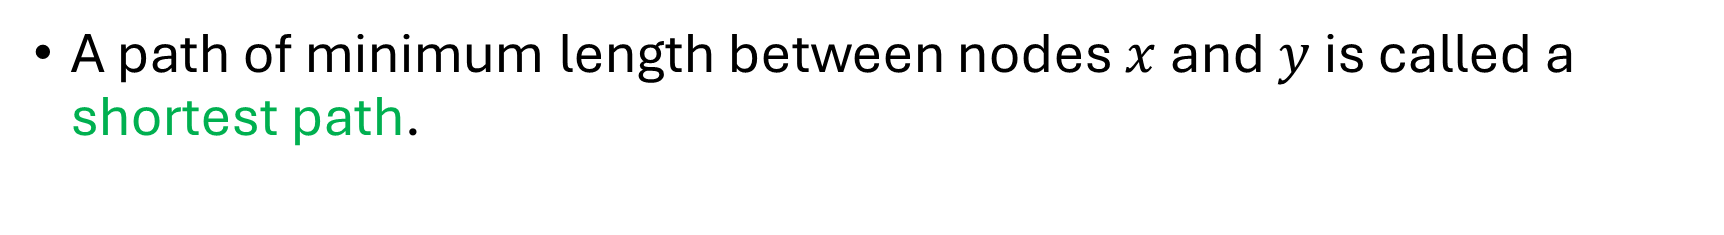 • A path of minimum length between nodes x and y is called a
shortest path.